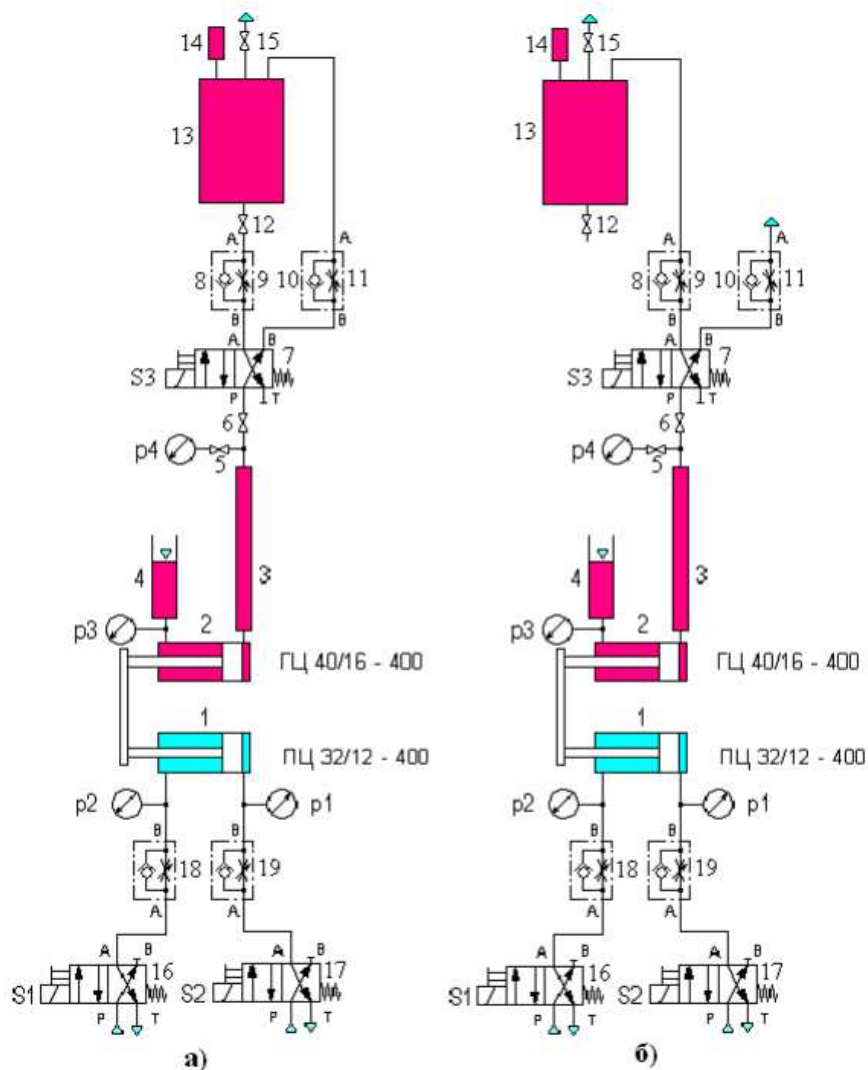 14 15 14 15
13 13
12 12
A A A A
8 9 10 11 8 9 10 11
B B B B
A B A B
S3 7 S3 7
P T P T
6 6
p4 5 p4 5
4 3 4 3
p3 2 p3 2
ГЦ 40/16 - 400 ГЦ 40/16 - 400
1 1
ПЦ 32/12 - 400 ПЦ 32/12 - 400
p2 p1 p2 p1
B B B B
18 19 18 19
A A A A
A B A B A B A B
S1 16 S2 17 S1 16 S2 17
P T P T P T P T
а) б)